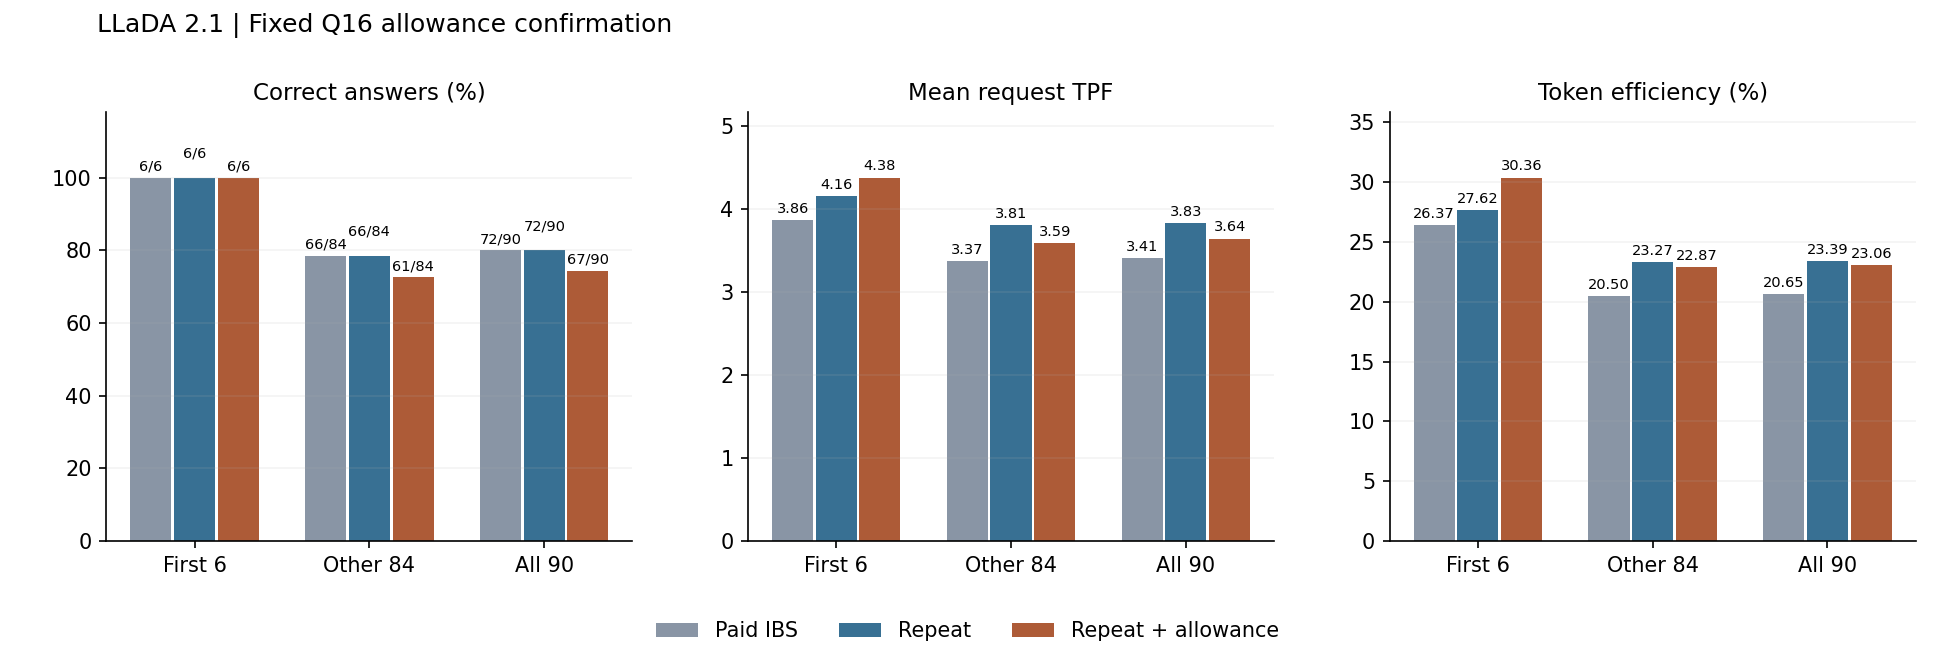 LLaDA 2.1 | Fixed Q16 allowance confirmation
Correct answers (%)
100
80
60
40
20
0
6/6
6/6
6/6
66/84
66/84
61/84
72/90
72/90
67/90
First 6
Other 84
All 90
Mean request TPF
5
4
3
2
1
0
3.86
4.16
4.38
3.37
3.81
3.59
3.41
3.83
3.64
First 6
Other 84
All 90
Token efficiency (%)
35
30
25
20
15
10
5
0
26.37
27.62
30.36
20.50
23.27
22.87
20.65
23.39
23.06
First 6
Other 84
All 90
Paid IBS
Repeat
Repeat + allowance